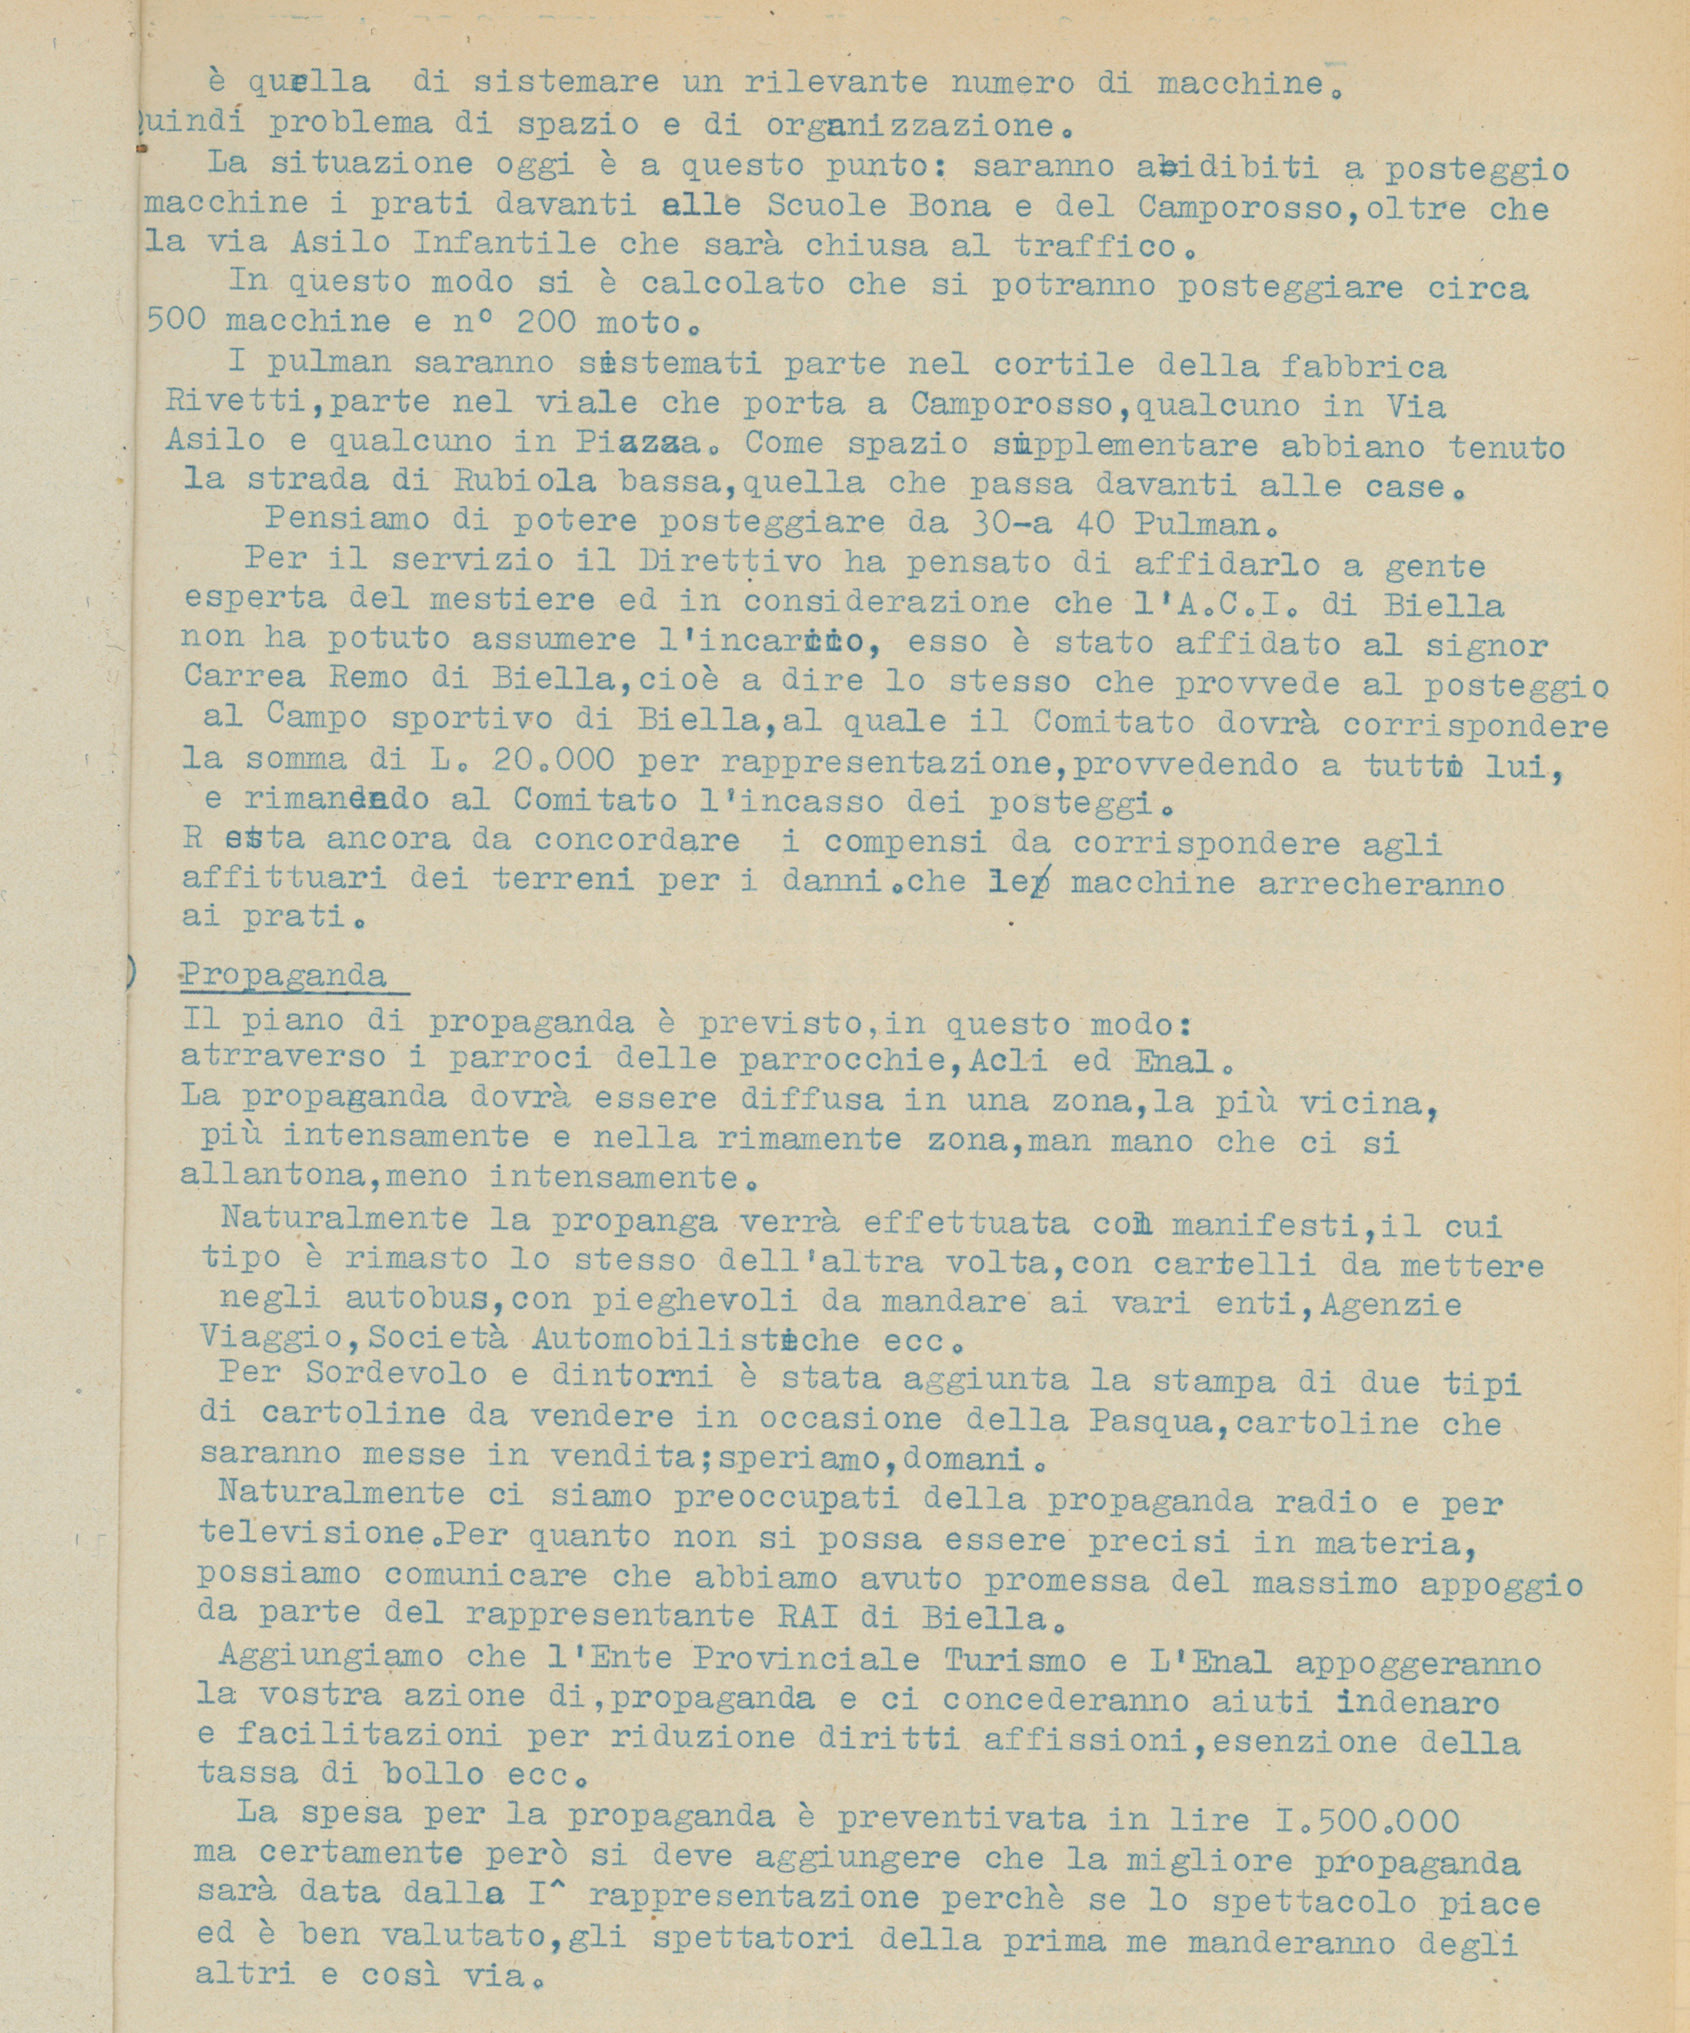 è quella di sistemare un rilevante numero di macchine.
Quindi problema di spazio e di organizzazione.
La situazione oggi è a questo punto: saranno abidibiti a posteggio
macchine i prati davanti alle Scuole Bona e del Camporosso,oltre che
la via Asilo Infantile che sarà chiusa al traffico.
In questo modo si è calcolato che si potranno posteggiare circa
500 macchine e n° 200 moto.
I pulman saranno sistemati parte nel cortile della fabbrica
Rivetti,parte nel viale che porta a Camporosso,qualcuno in Via
Asilo e qualcuno in Piazza. Come spazio supplementare abbiano tenuto
la strada di Rubiola bassa,quella che passa davanti alle case.
Pensiamo di potere posteggiare da 30-a 40 Pulman.
Per il servizio il Direttivo ha pensato di affidarlo a gente
esperta del mestiere ed in considerazione che l'A.C.I. di Biella
non ha potuto assumere l'incarico, esso è stato affidato al signor
Carrea Remo di Biella,cioè a dire lo stesso che provvede al posteggio
al Campo sportivo di Biella,al quale il Comitato dovrà corrispondere
la somma di L. 20.000 per rappresentazione,provvedendo a tutto lui,
e rimanendo al Comitato l'incasso dei posteggi.
R esta ancora da concordare i compensi da corrispondere agli
affittuari dei terreni per i danni.che le macchine arrecheranno
ai prati.
) Propaganda
Il piano di propaganda è previsto,in questo modo:
atrraverso i parroci delle parrocchie,Acli ed Enal.
La propaganda dovrà essere diffusa in una zona,la più vicina,
più intensamente e nella rimamente zona,man mano che ci si
allantona,meno intensamente.
Naturalmente la propanga verrà effettuata con manifesti,il cui
tipo è rimasto lo stesso dell'altra volta,con cartelli da mettere
negli autobus,con pieghevoli da mandare ai vari enti,Agenzie
Viaggio,Società Automobilistiche ecc.
Per Sordevolo e dintorni è stata aggiunta la stampa di due tipi
di cartoline da vendere in occasione della Pasqua,cartoline che
saranno messe in vendita;speriamo,domani.
Naturalmente ci siamo preoccupati della propaganda radio e per
televisione.Per quanto non si possa essere precisi in materia,
possiamo comunicare che abbiamo avuto promessa del massimo appoggio
da parte del rappresentante RAI di Biella.
Aggiungiamo che l'Ente Provinciale Turismo e L'Enal appoggeranno
la vostra azione di,propaganda e ci concederanno aiuti indenaro
e facilitazioni per riduzione diritti affissioni,esenzione della
tassa di bollo ecc.
La spesa per la propaganda è preventivata in lire I.500.000
ma certamente però si deve aggiungere che la migliore propaganda
sarà data dalla I^ rappresentazione perchè se lo spettacolo piace
ed è ben valutato,gli spettatori della prima me manderanno degli
altri e così via.